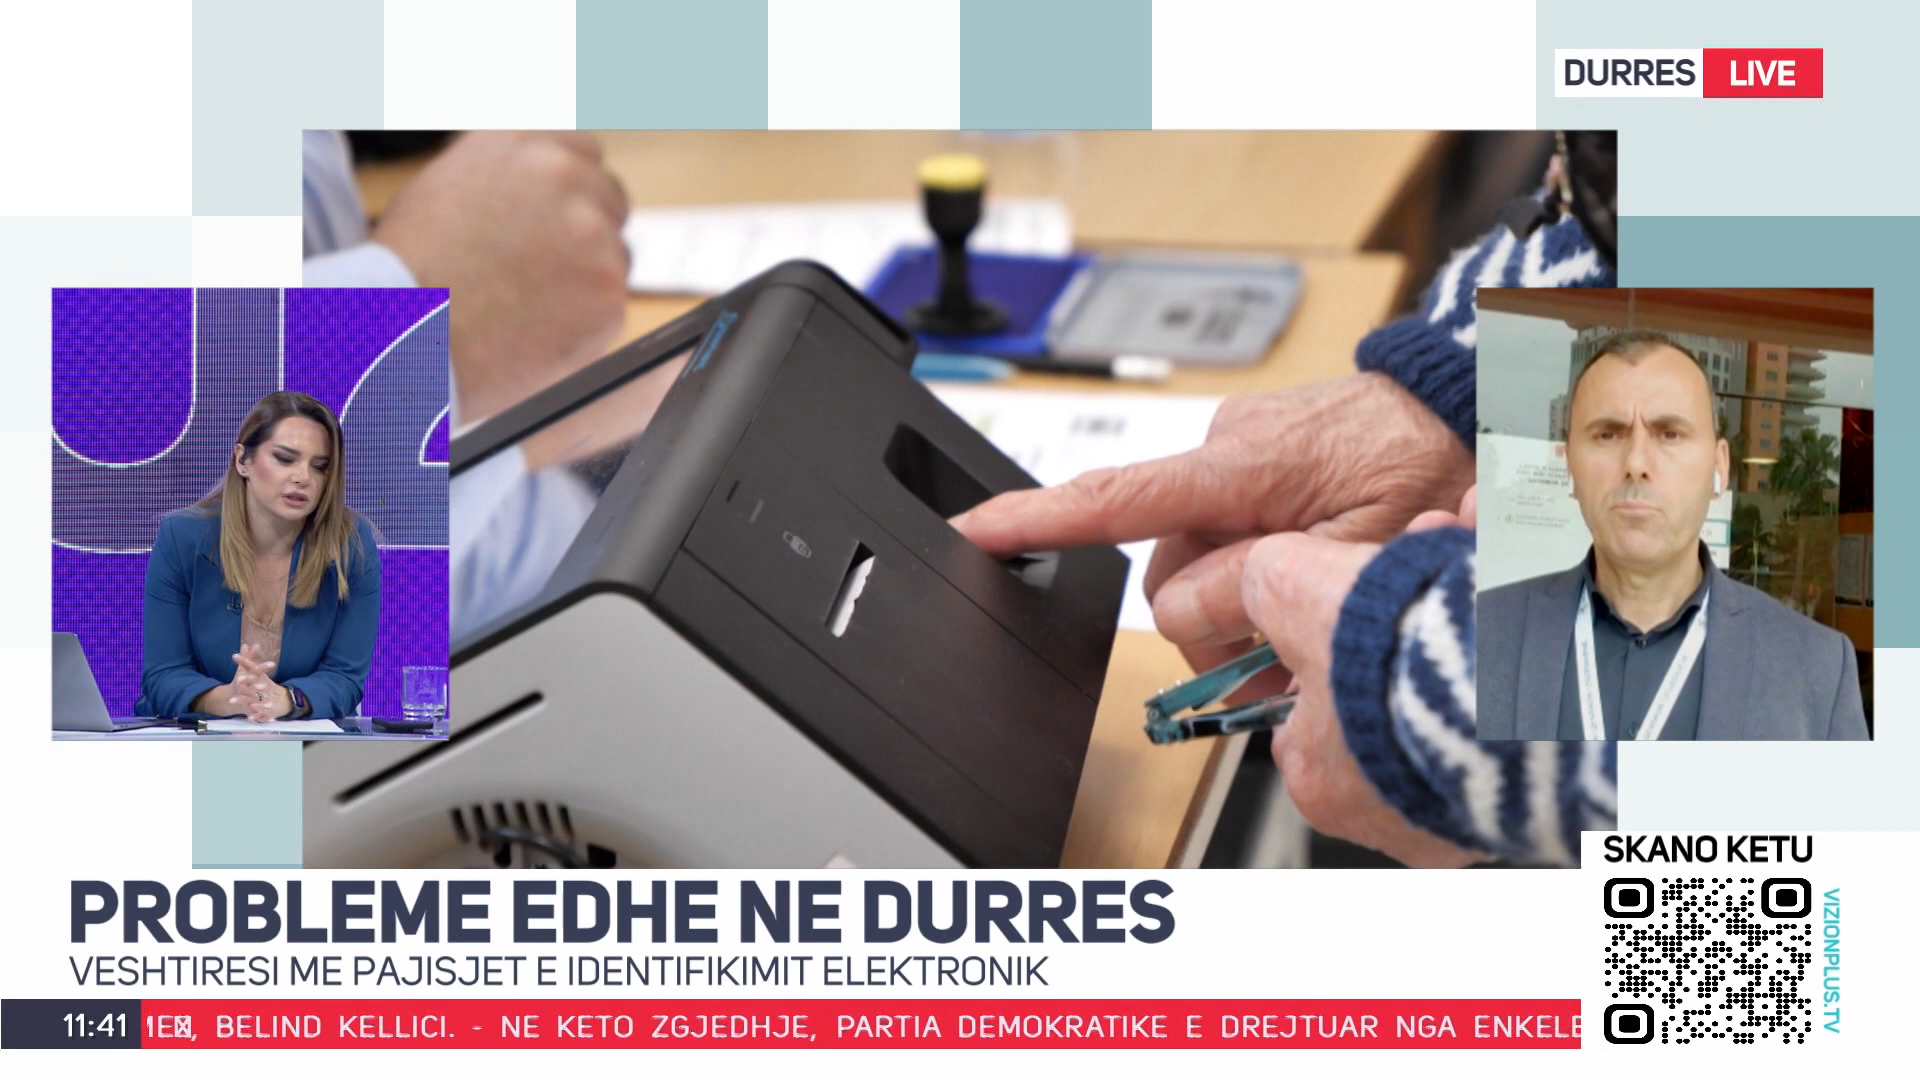 DURRES LIVE
SKANO KETU
VIZIONPLUS.TV
PROBLEME EDHE NE DURRES
VESHTIRESI ME PAJISJET E IDENTIFIKIMIT ELEKTRONIK
11:41 BELIND KELLICI. - NE KETO ZGJEDHJE, PARTIA DEMOKRATIKE E DREJTUAR NGA ENKELE